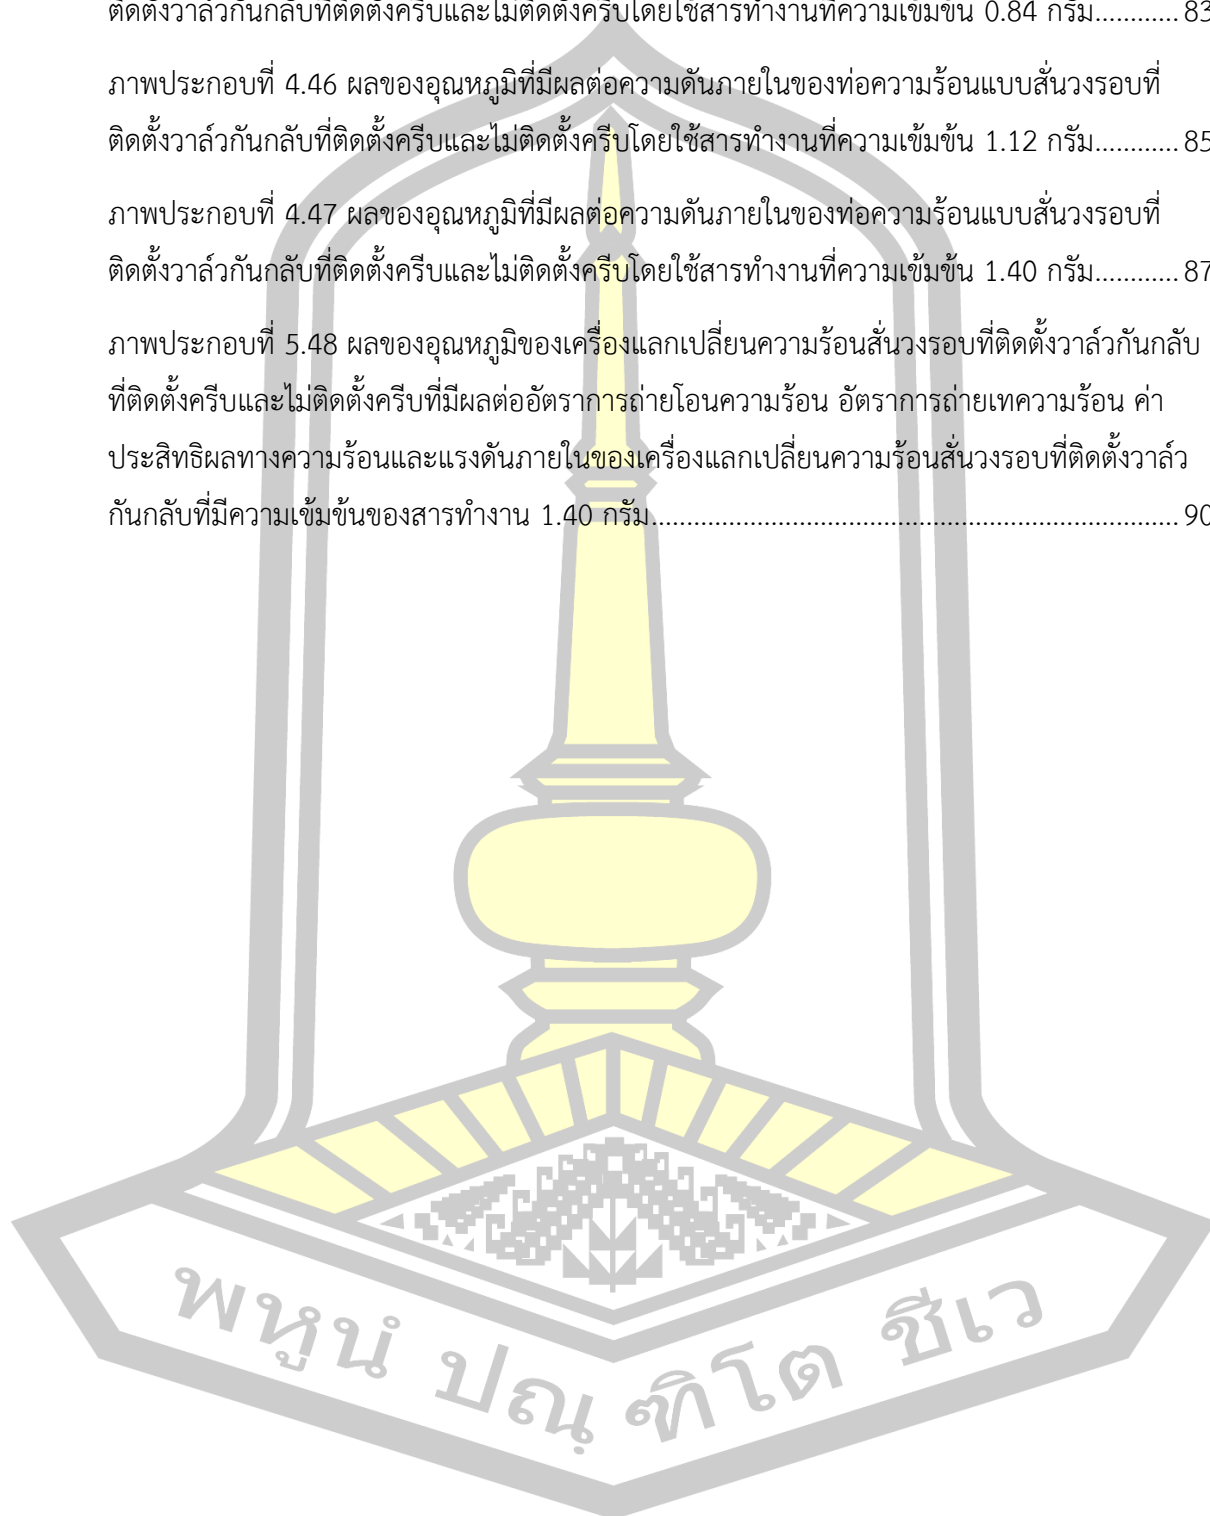 ติดตั้งวาล์วกันกลับที่ติดตั้งครีบและไม่ติดตั้งครีบโดยใช้สารทำงานที่ความเข้มข้น 0.84 กรัม............ 83
ภาพประกอบที่ 4.46 ผลของอุณหภูมิที่มีผลต่อความดันภายในของท่อความร้อนแบบสั่นวงรอบที่
ติดตั้งวาล์วกันกลับที่ติดตั้งครีบและไม่ติดตั้งครีบโดยใช้สารทำงานที่ความเข้มข้น 1.12 กรัม............ 85
ภาพประกอบที่ 4.47 ผลของอุณหภูมิที่มีผลต่อความดันภายในของท่อความร้อนแบบสั่นวงรอบที่
ติดตั้งวาล์วกันกลับที่ติดตั้งครีบและไม่ติดตั้งครีบโดยใช้สารทำงานที่ความเข้มข้น 1.40 กรัม............ 87
ภาพประกอบที่ 5.48 ผลของอุณหภูมิของเครื่องแลกเปลี่ยนความร้อนสั่นวงรอบที่ติดตั้งวาล์วกันกลับ
ที่ติดตั้งครีบและไม่ติดตั้งครีบที่มีผลต่ออัตราการถ่ายโอนความร้อน อัตราการถ่ายเทความร้อน ค่า
ประสิทธิผลทางความร้อนและแรงดันภายในของเครื่องแลกเปลี่ยนความร้อนสั่นวงรอบที่ติดตั้งวาล์ว
กันกลับที่มีความเข้มข้นของสารทำงาน 1.40 กรัม........................................................................... 90
พหูนํ ปณฺฑิโต ชีเว